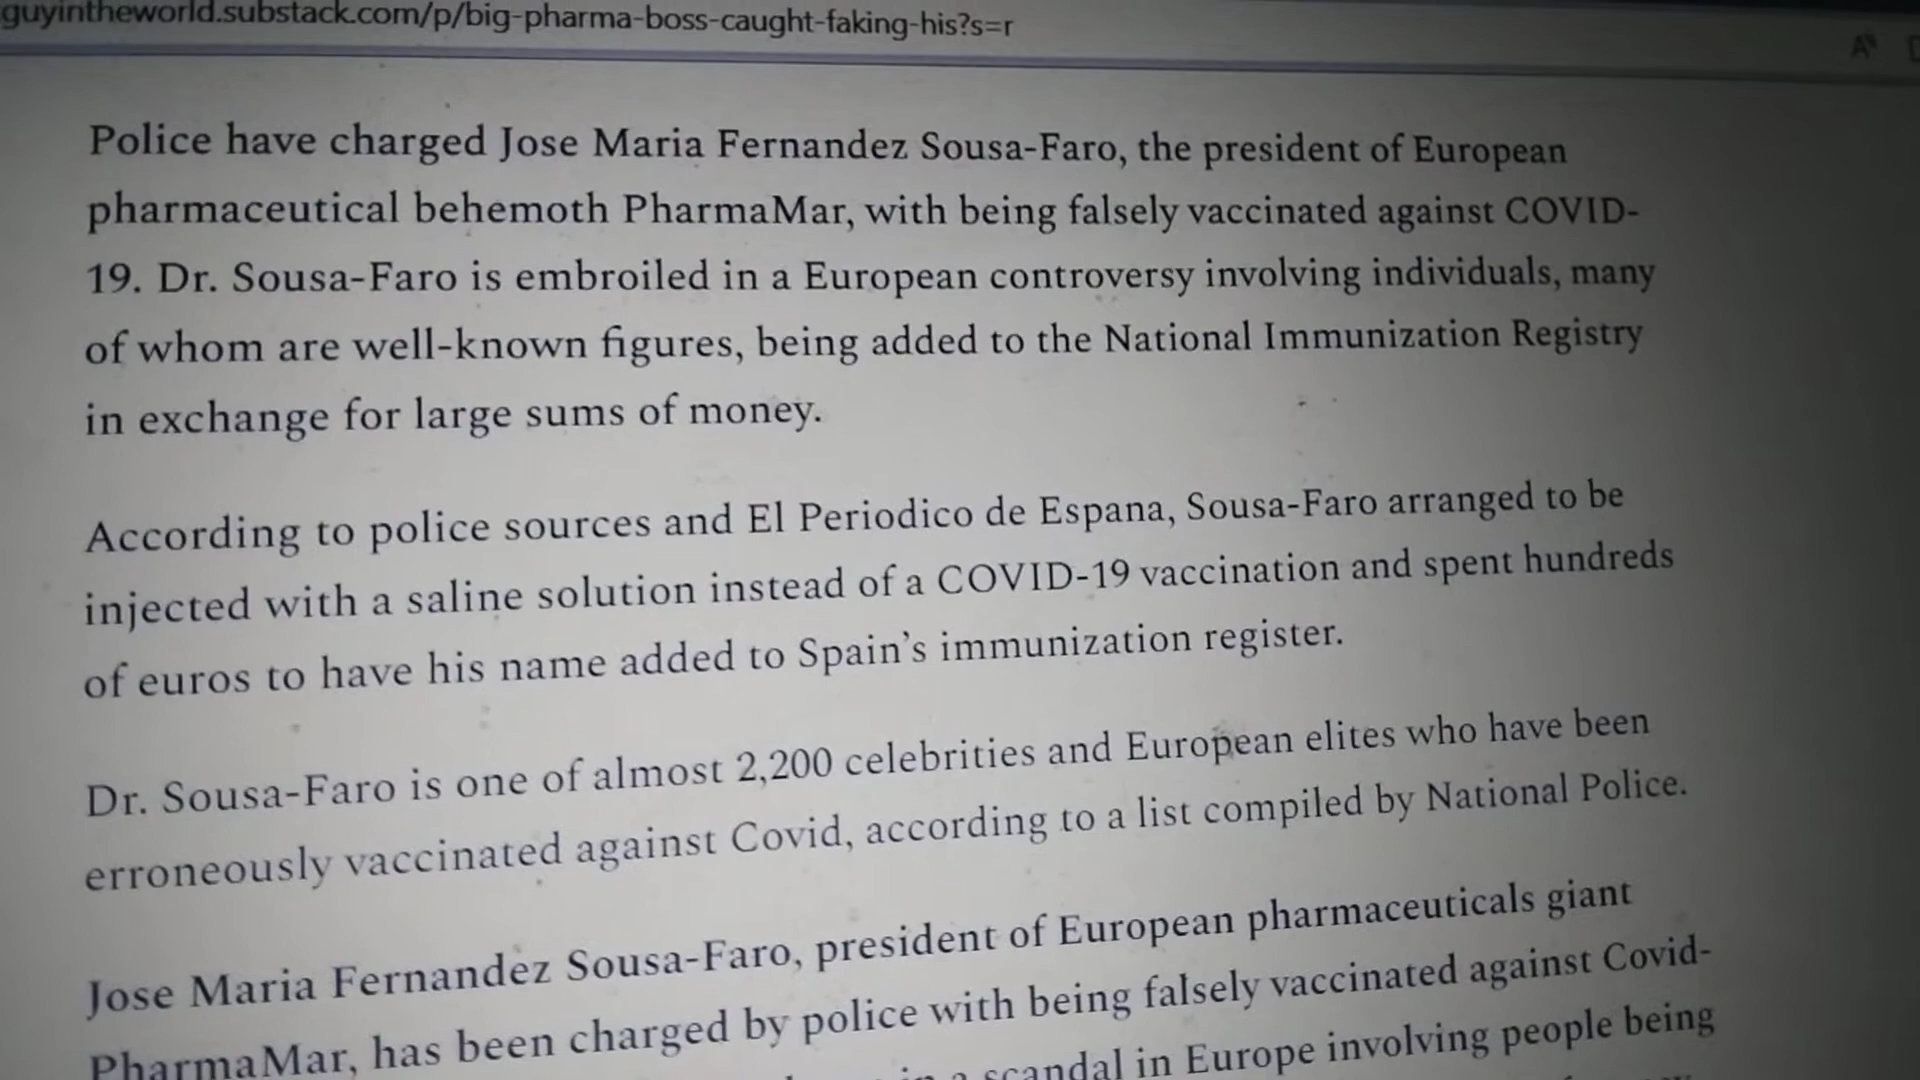 guyintheworld.substack.com/p/big-pharma-boss-caught-faking-his?s=r
Police have charged Jose Maria Fernandez Sousa-Faro, the president of European
pharmaceutical behemoth PharmaMar, with being falsely vaccinated against COVID-
19. Dr. Sousa-Faro is embroiled in a European controversy involving individuals, many
of whom are well-known figures, being added to the National Immunization Registry
in exchange for large sums of money.
According to police sources and El Periodico de Espana, Sousa-Faro arranged to be
injected with a saline solution instead of a COVID-19 vaccination and spent hundreds
of euros to have his name added to Spain's immunization register.
Dr. Sousa-Faro is one of almost 2,200 celebrities and European elites who have been
erroneously vaccinated against Covid, according to a list compiled by National Police.
Jose Maria Fernandez Sousa-Faro, president of European pharmaceuticals giant
PharmaMar, has been charged by police with being falsely vaccinated against Covid-
in a scandal in Europe involving people being